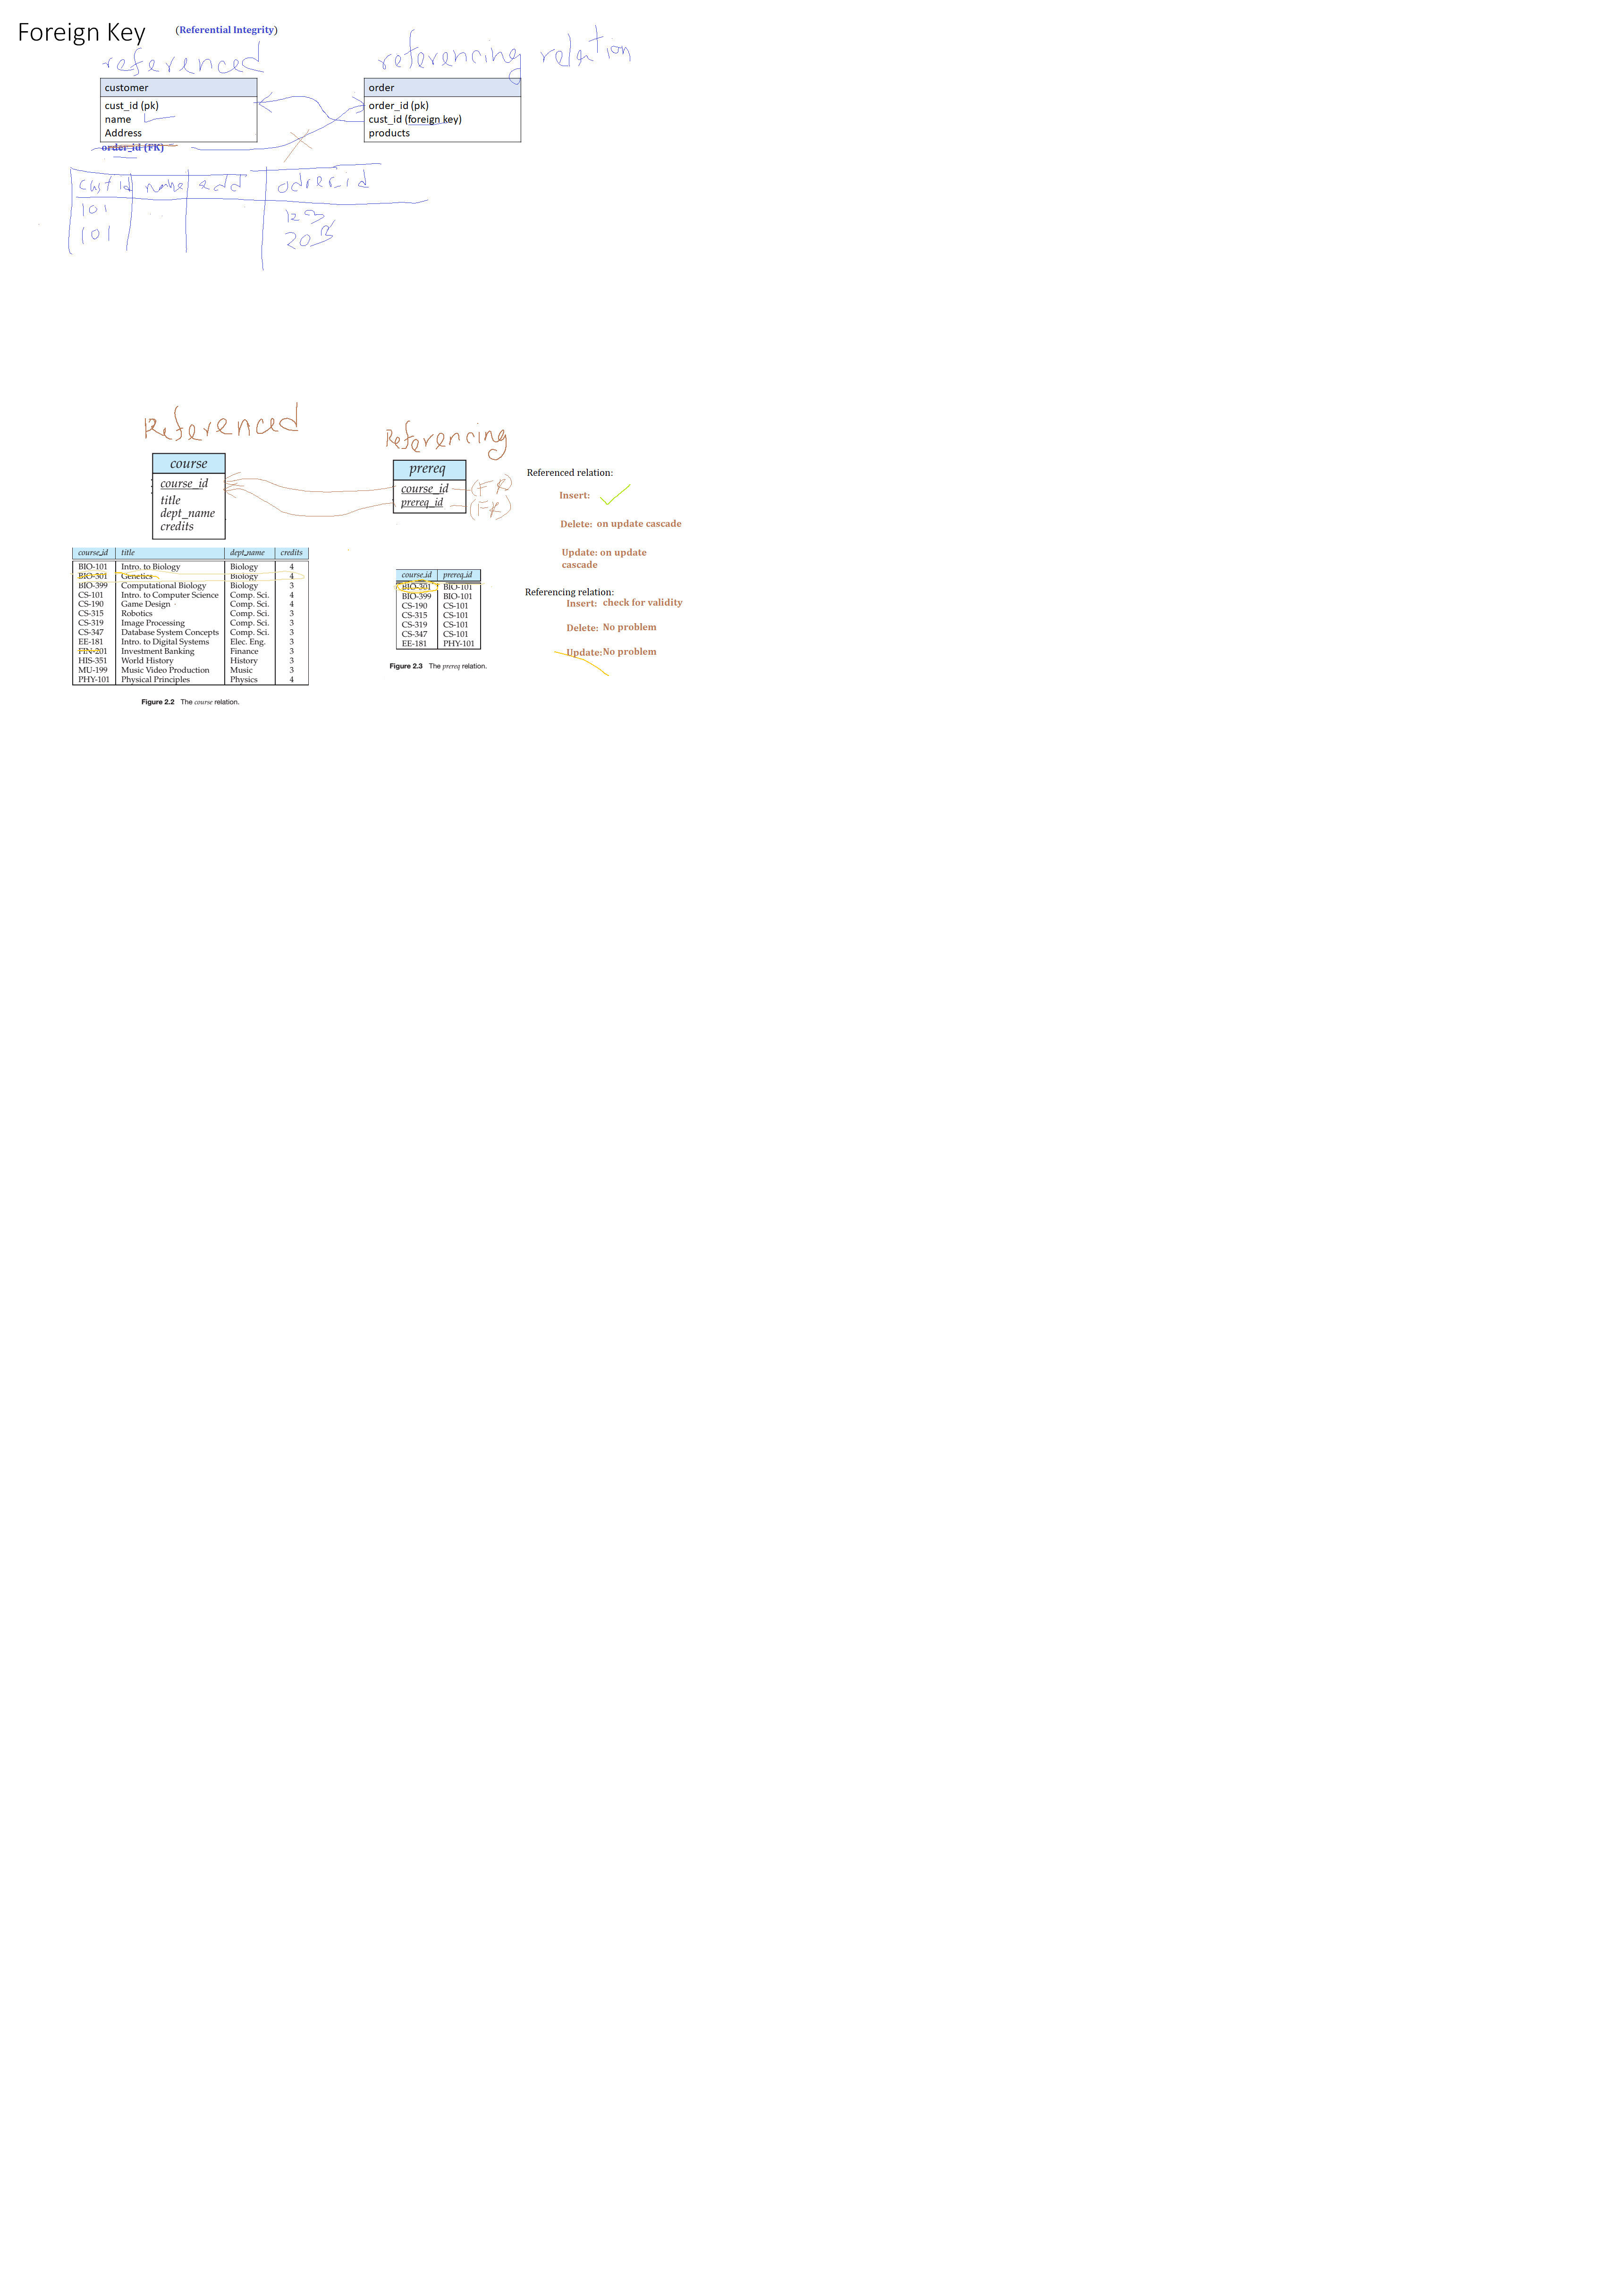 Foreign Key (Referential Integrity)
referenced
referencing relation
customer
cust_id (pk)
name
Address
order_id (FK)
order
order_id (pk)
cust_id (foreign key)
products
cust id name add odrer_id
101 123
101 203
Referenced
Referencing
course
course_id
title
dept_name
credits
prereq
course_id (FK)
prereq_id (FK)
Referenced relation:
Insert:
Delete: on update cascade
Update: on update
cascade
Referencing relation:
Insert: check for validity
Delete: No problem
Update: No problem
course_id title dept_name credits
BIO-101 Intro. to Biology Biology 4
BIO-301 Genetics Biology 4
BIO-399 Computational Biology Biology 3
CS-101 Intro. to Computer Science Comp. Sci. 4
CS-190 Game Design Comp. Sci. 4
CS-315 Robotics Comp. Sci. 3
CS-319 Image Processing Comp. Sci. 3
CS-347 Database System Concepts Comp. Sci. 3
EE-181 Intro. to Digital Systems Elec. Eng. 3
FIN-201 Investment Banking Finance 3
HIS-351 World History History 3
MU-199 Music Video Production Music 3
PHY-101 Physical Principles Physics 4
Figure 2.2 The course relation.
course_id prereq_id
BIO-301 BIO-101
BIO-399 BIO-101
CS-190 CS-101
CS-315 CS-101
CS-319 CS-101
CS-347 CS-101
EE-181 PHY-101
Figure 2.3 The prereq relation.